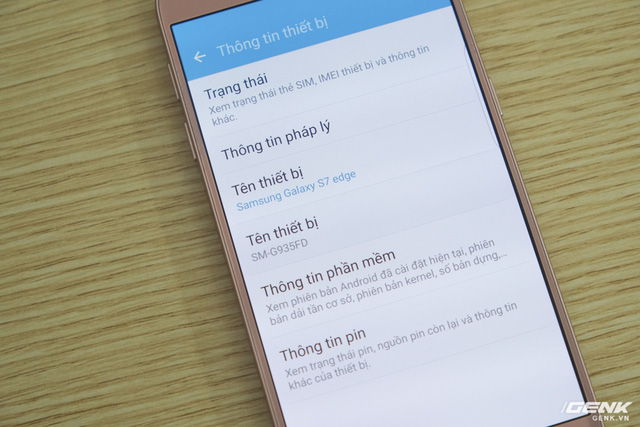 Thông tin thiết bị
Trạng thái
Xem trạng thái thẻ SIM, IMEI thiết bị và thông tin
khác.
Thông tin pháp lý
Tên thiết bị
Samsung Galaxy S7 edge
Tên thiết bị
SM-G935FD
Thông tin phần mềm
Xem phiên bản Android đã cài đặt hiện tại, phiên
bản dải tần cơ sở, phiên bản kernel, số bản dựng,...
Thông tin pin
Xem trạng thái pin, nguồn pin còn lại và thông tin
khác của thiết bị.
GENK
GENK.VN